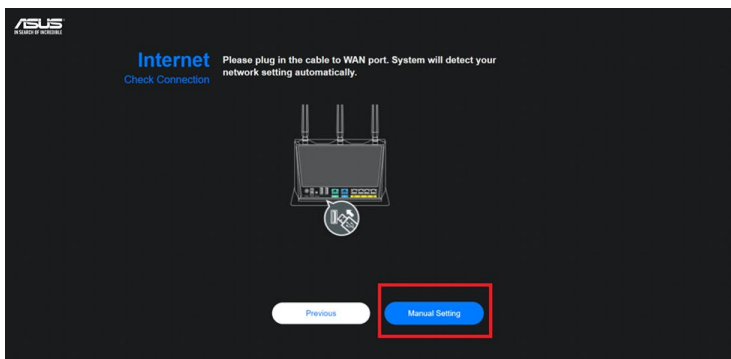 ASUS
IN SEARCH OF INCREDIBLE
Internet
Check Connection
Please plug in the cable to WAN port. System will detect your
network setting automatically.
Previous
Manual Setting